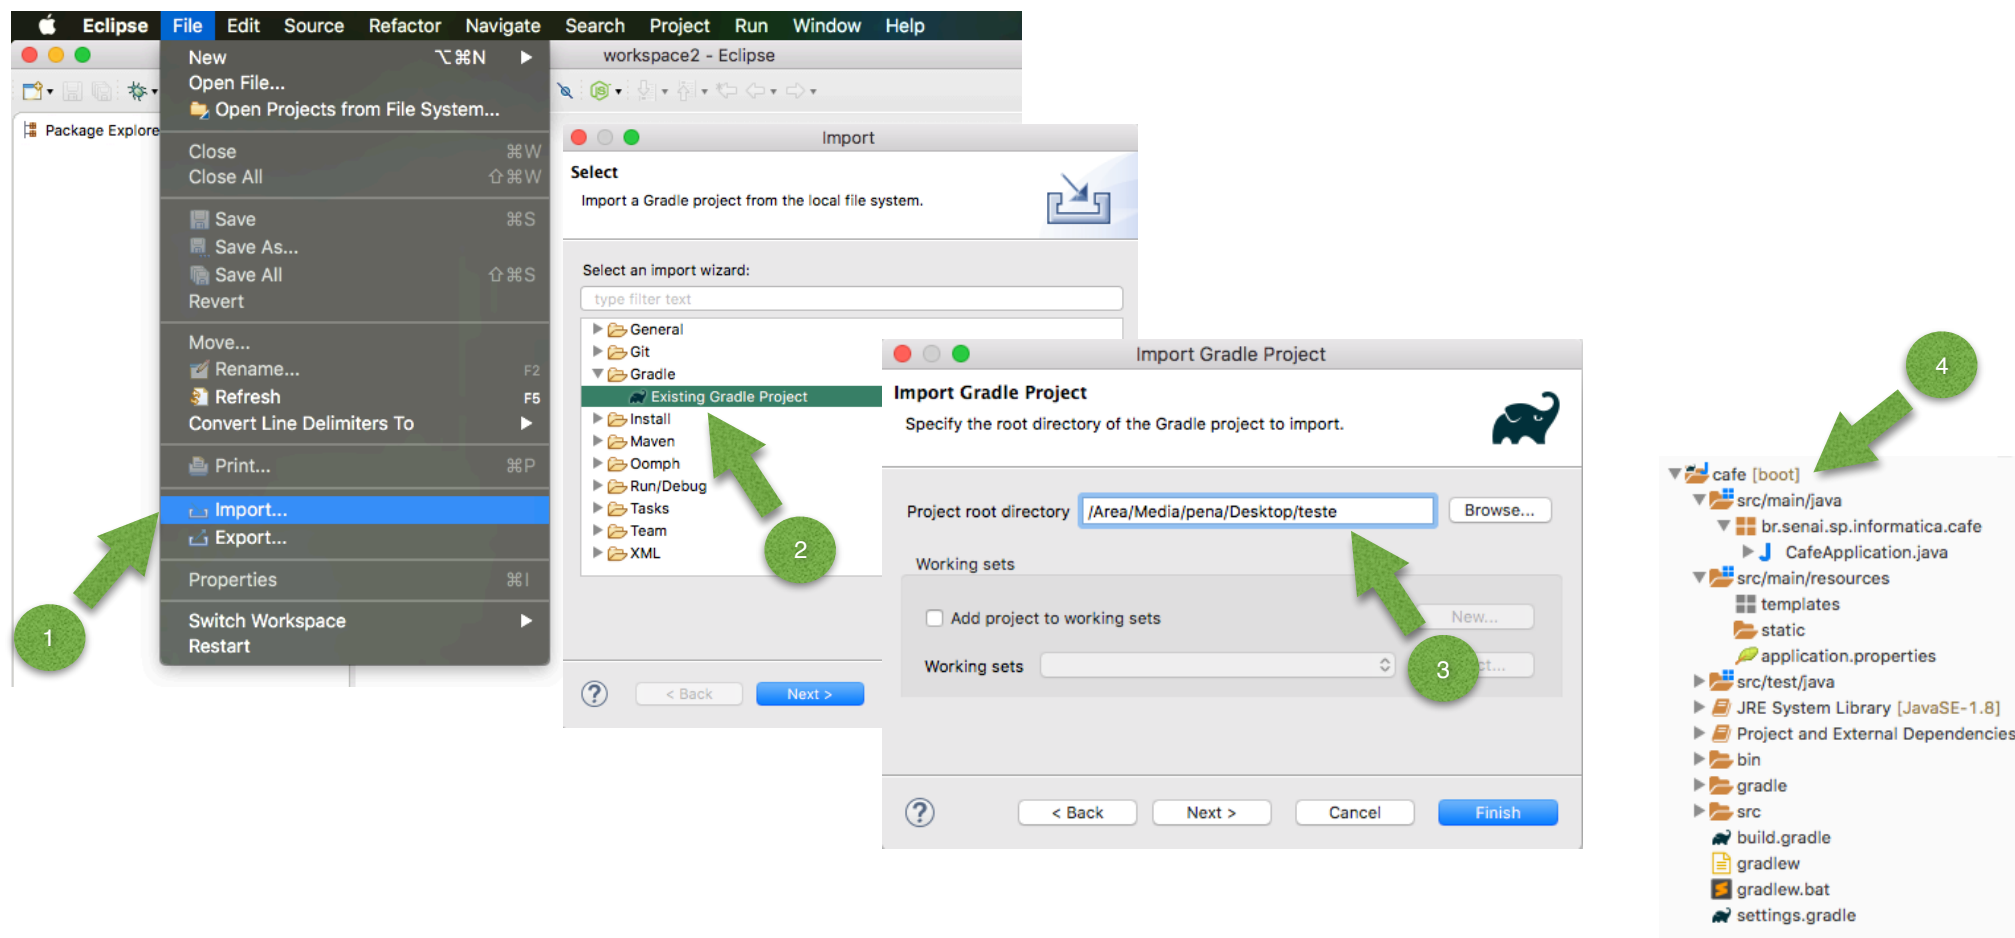 Eclipse File Edit Source Refactor Navigate Search Project Run Window Help
workspace2 - Eclipse
Package Explore
New ⌥⌘N
Open File...
Open Projects from File System...
Close ⌘W
Close All ⇧⌘W
Save ⌘S
Save As...
Save All ⇧⌘S
Revert
Move...
Rename... F2
Refresh F5
Convert Line Delimiters To
Print... ⌘P
Import...
Export...
Properties ⌘I
Switch Workspace
Restart
1
Import
Select
Import a Gradle project from the local file system.
Select an import wizard:
type filter text
General
Git
Gradle
Existing Gradle Project
Install
Maven
Oomph
Run/Debug
Tasks
Team
XML
2
? < Back Next >
Import Gradle Project
Import Gradle Project
Specify the root directory of the Gradle project to import.
Project root directory /Area/Media/pena/Desktop/teste Browse...
Working sets
Add project to working sets New...
Working sets
3
? < Back Next > Cancel Finish
4
cafe [boot]
src/main/java
br.senai.sp.informatica.cafe
CafeApplication.java
src/main/resources
templates
static
application.properties
src/test/java
JRE System Library [JavaSE-1.8]
Project and External Dependencies
bin
gradle
src
build.gradle
gradlew
gradlew.bat
settings.gradle